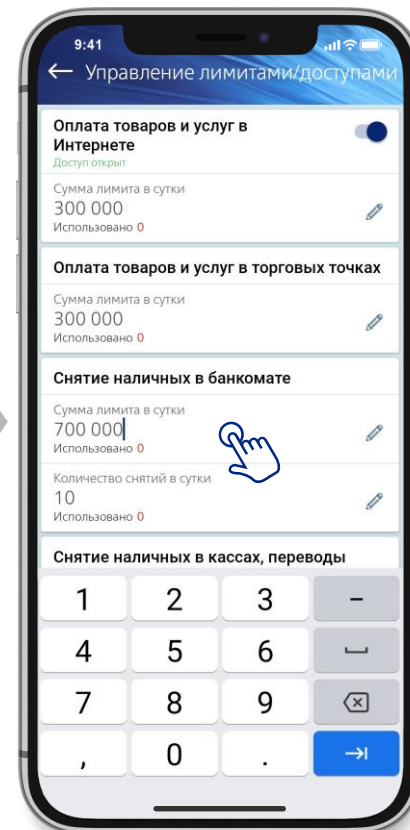 9:41
Управление лимитами/доступами
Оплата товаров и услуг в
Интернете
Доступ открыт
Сумма лимита в сутки
300 000
Использовано 0
Оплата товаров и услуг в торговых точках
Сумма лимита в сутки
300 000
Использовано 0
Снятие наличных в банкомате
Сумма лимита в сутки
700 000
Использовано 0
Количество снятий в сутки
10
Использовано 0
Снятие наличных в кассах, переводы
1 2 3 –
4 5 6
7 8 9
, 0 .